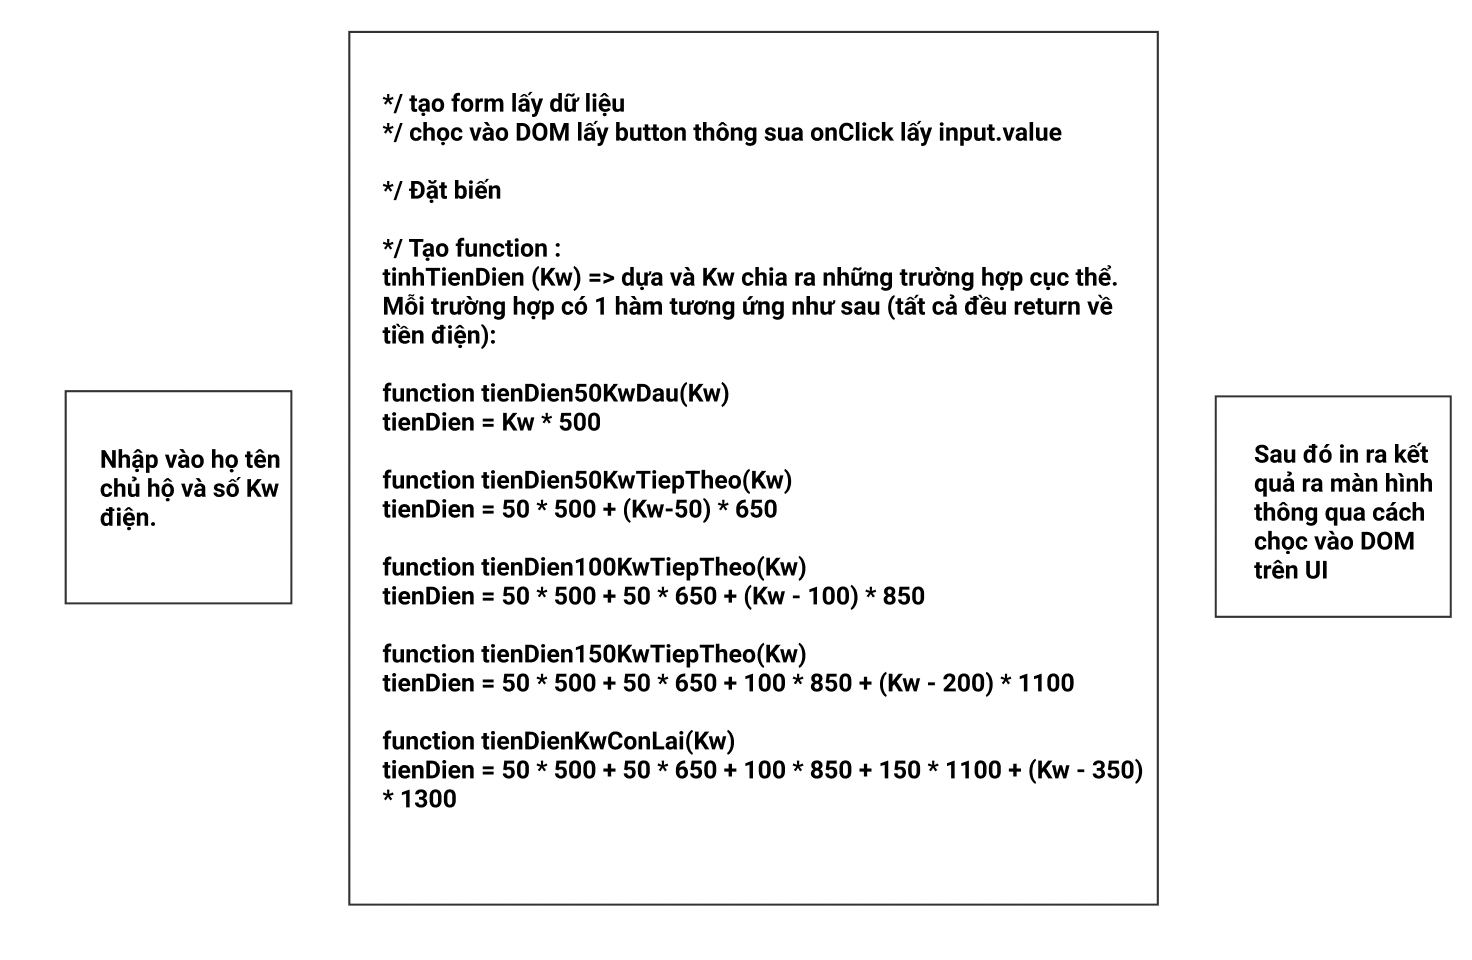 Nhập vào họ tên
chủ hộ và số Kw
điện.
*/ tạo form lấy dữ liệu
*/ chọc vào DOM lấy button thông sua onClick lấy input.value
*/ Đặt biến
*/ Tạo function :
tinhTienDien (Kw) => dựa và Kw chia ra những trường hợp cục thể.
Mỗi trường hợp có 1 hàm tương ứng như sau (tất cả đều return về
tiền điện):
function tienDien50KwDau(Kw)
tienDien = Kw * 500
function tienDien50KwTiepTheo(Kw)
tienDien = 50 * 500 + (Kw-50) * 650
function tienDien100KwTiepTheo(Kw)
tienDien = 50 * 500 + 50 * 650 + (Kw - 100) * 850
function tienDien150KwTiepTheo(Kw)
tienDien = 50 * 500 + 50 * 650 + 100 * 850 + (Kw - 200) * 1100
function tienDienKwConLai(Kw)
tienDien = 50 * 500 + 50 * 650 + 100 * 850 + 150 * 1100 + (Kw - 350)
* 1300
Sau đó in ra kết
quả ra màn hình
thông qua cách
chọc vào DOM
trên UI